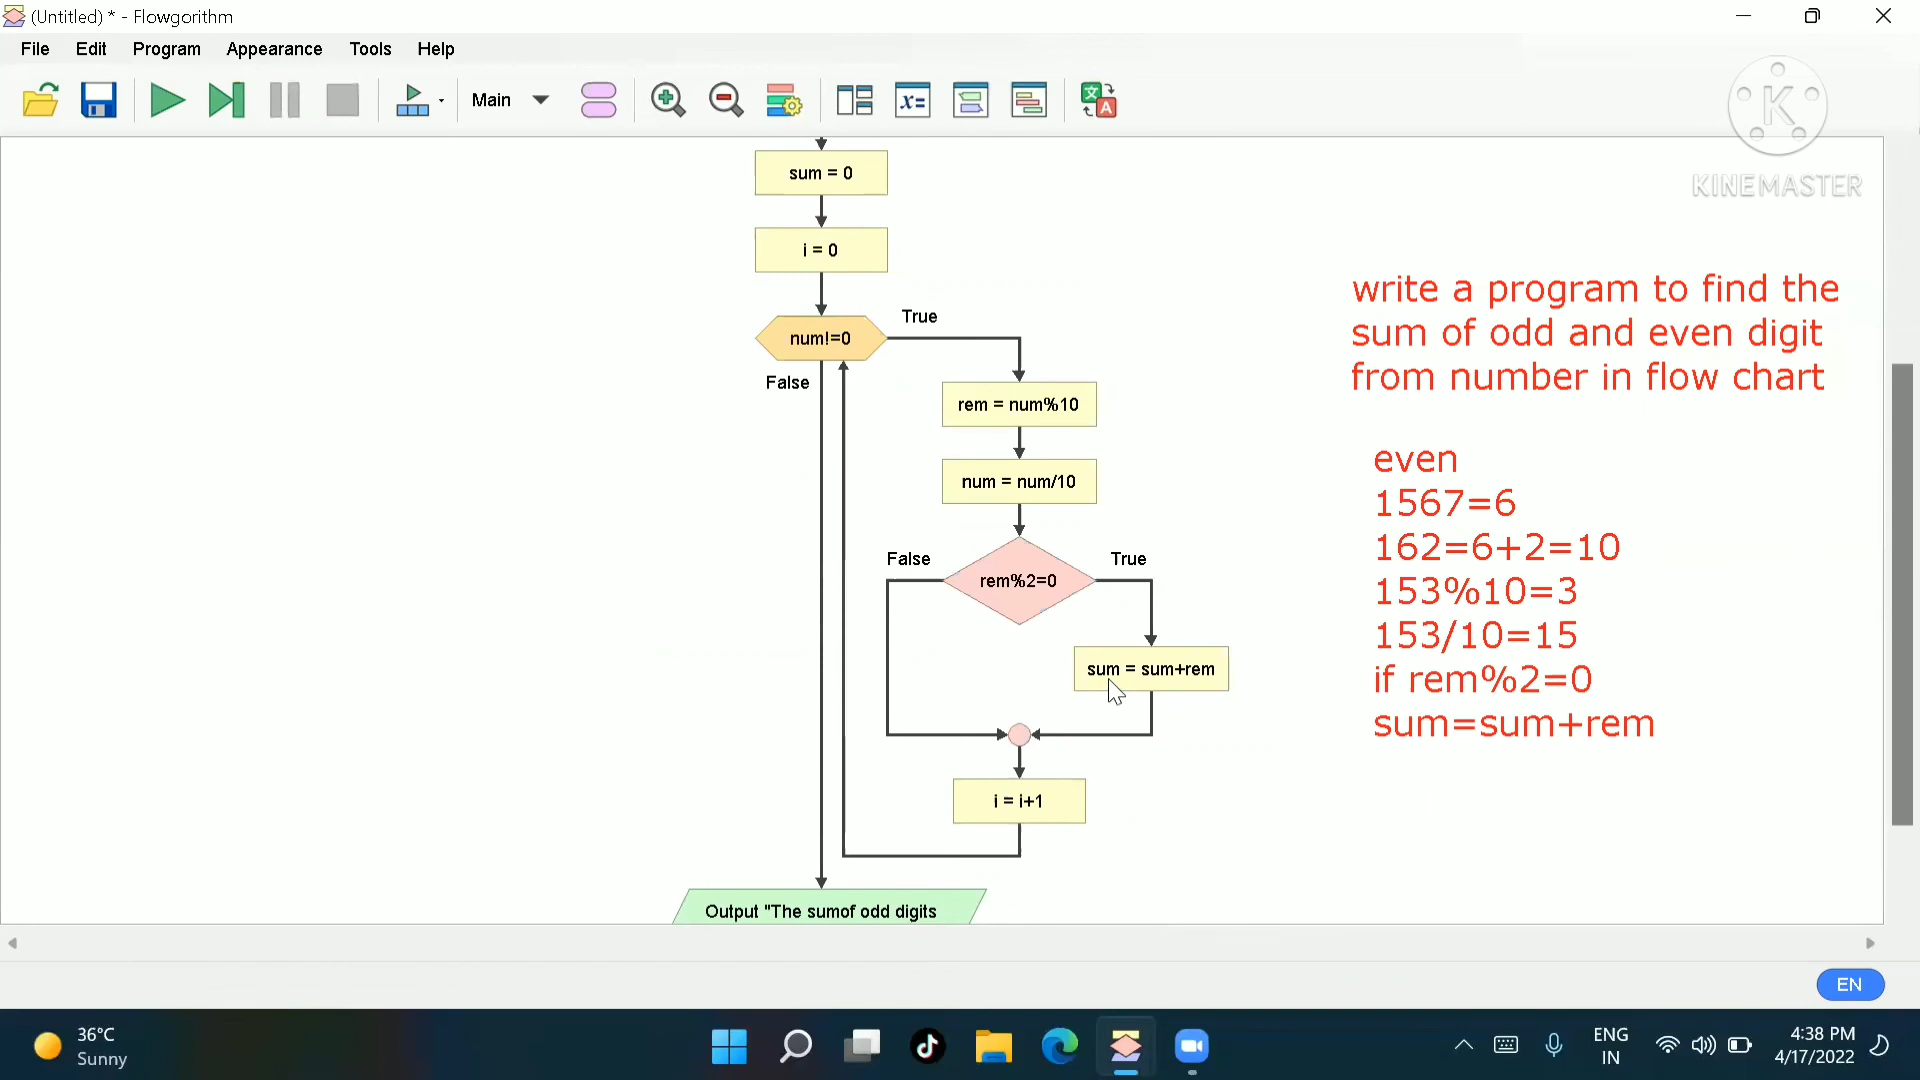 (Untitled) * - Flowgorithm
File Edit Program Appearance Tools Help
Main
x=
文 A
K
KINEMASTER
sum = 0
i = 0
num!=0
True
False
rem = num%10
num = num/10
False
True
rem%2=0
sum = sum+rem
i = i+1
Output "The sumof odd digits
write a program to find the
sum of odd and even digit
from number in flow chart
even
1567=6
162=6+2=10
153%10=3
153/10=15
if rem%2=0
sum=sum+rem
EN
36°C
Sunny
ENG
IN
4:38 PM
4/17/2022